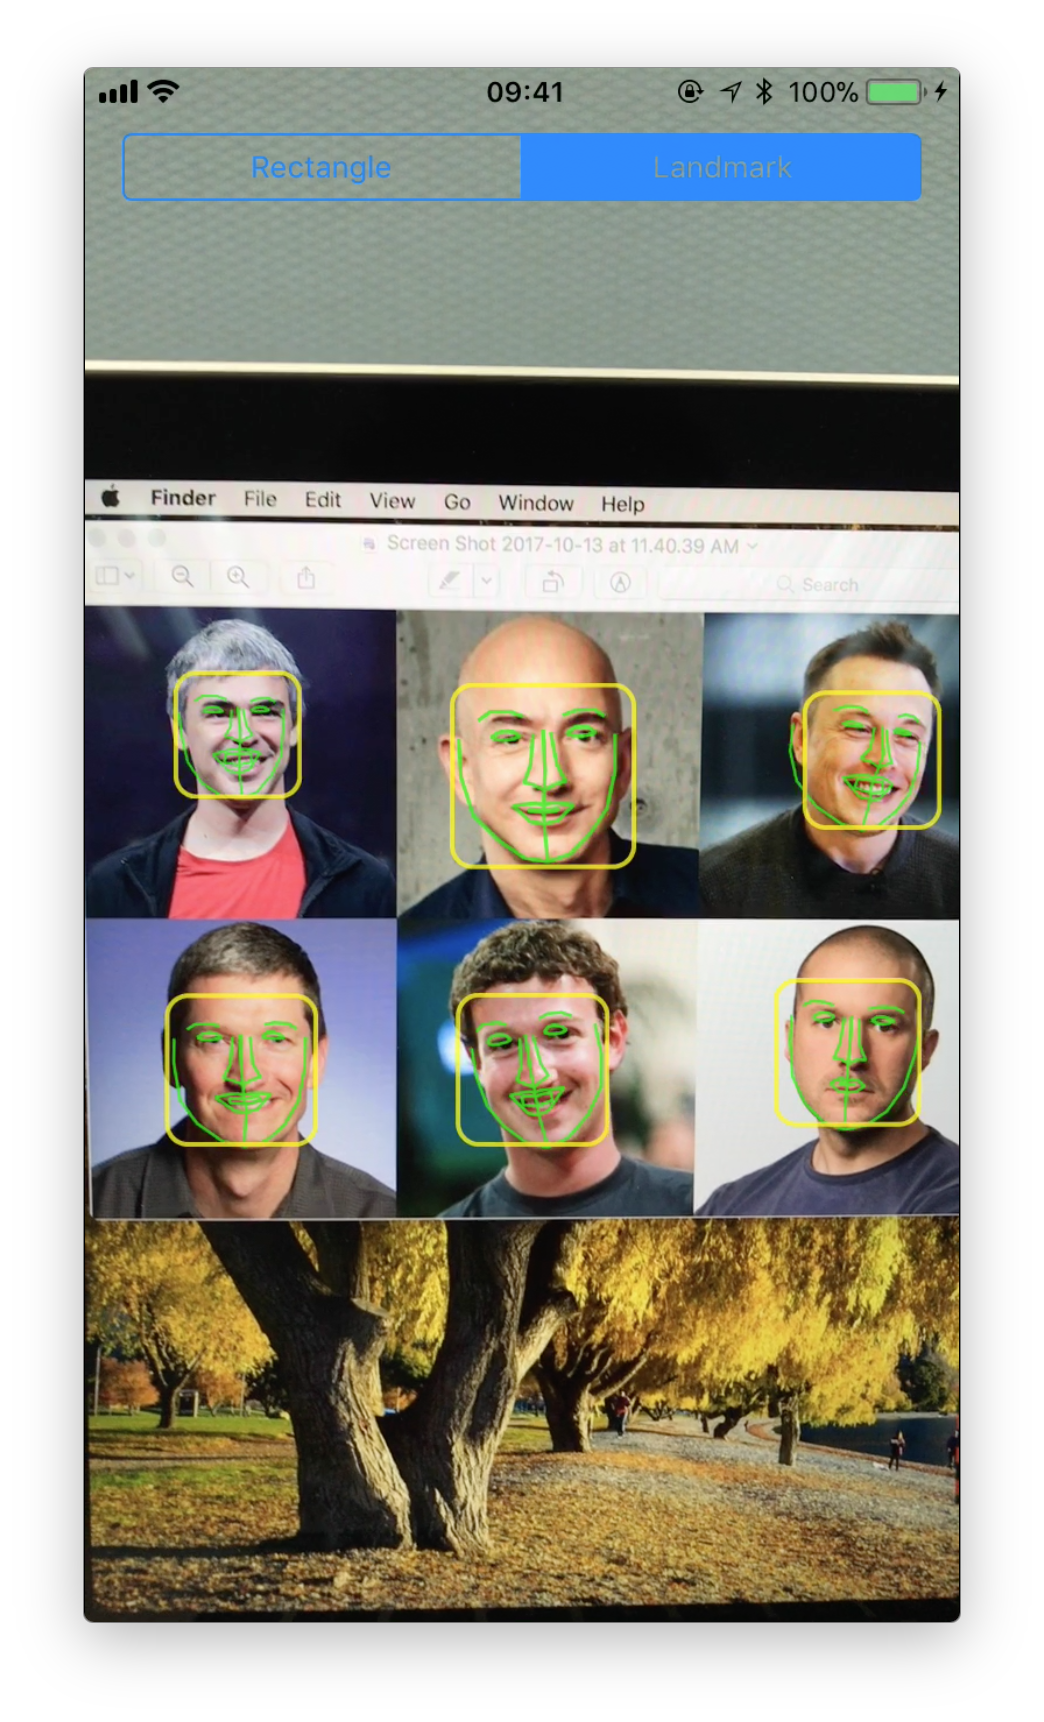 09:41 100%
Rectangle Landmark
Finder File Edit View Go Window Help
Screen Shot 2017-10-13 at 11.40.39 AM
Search